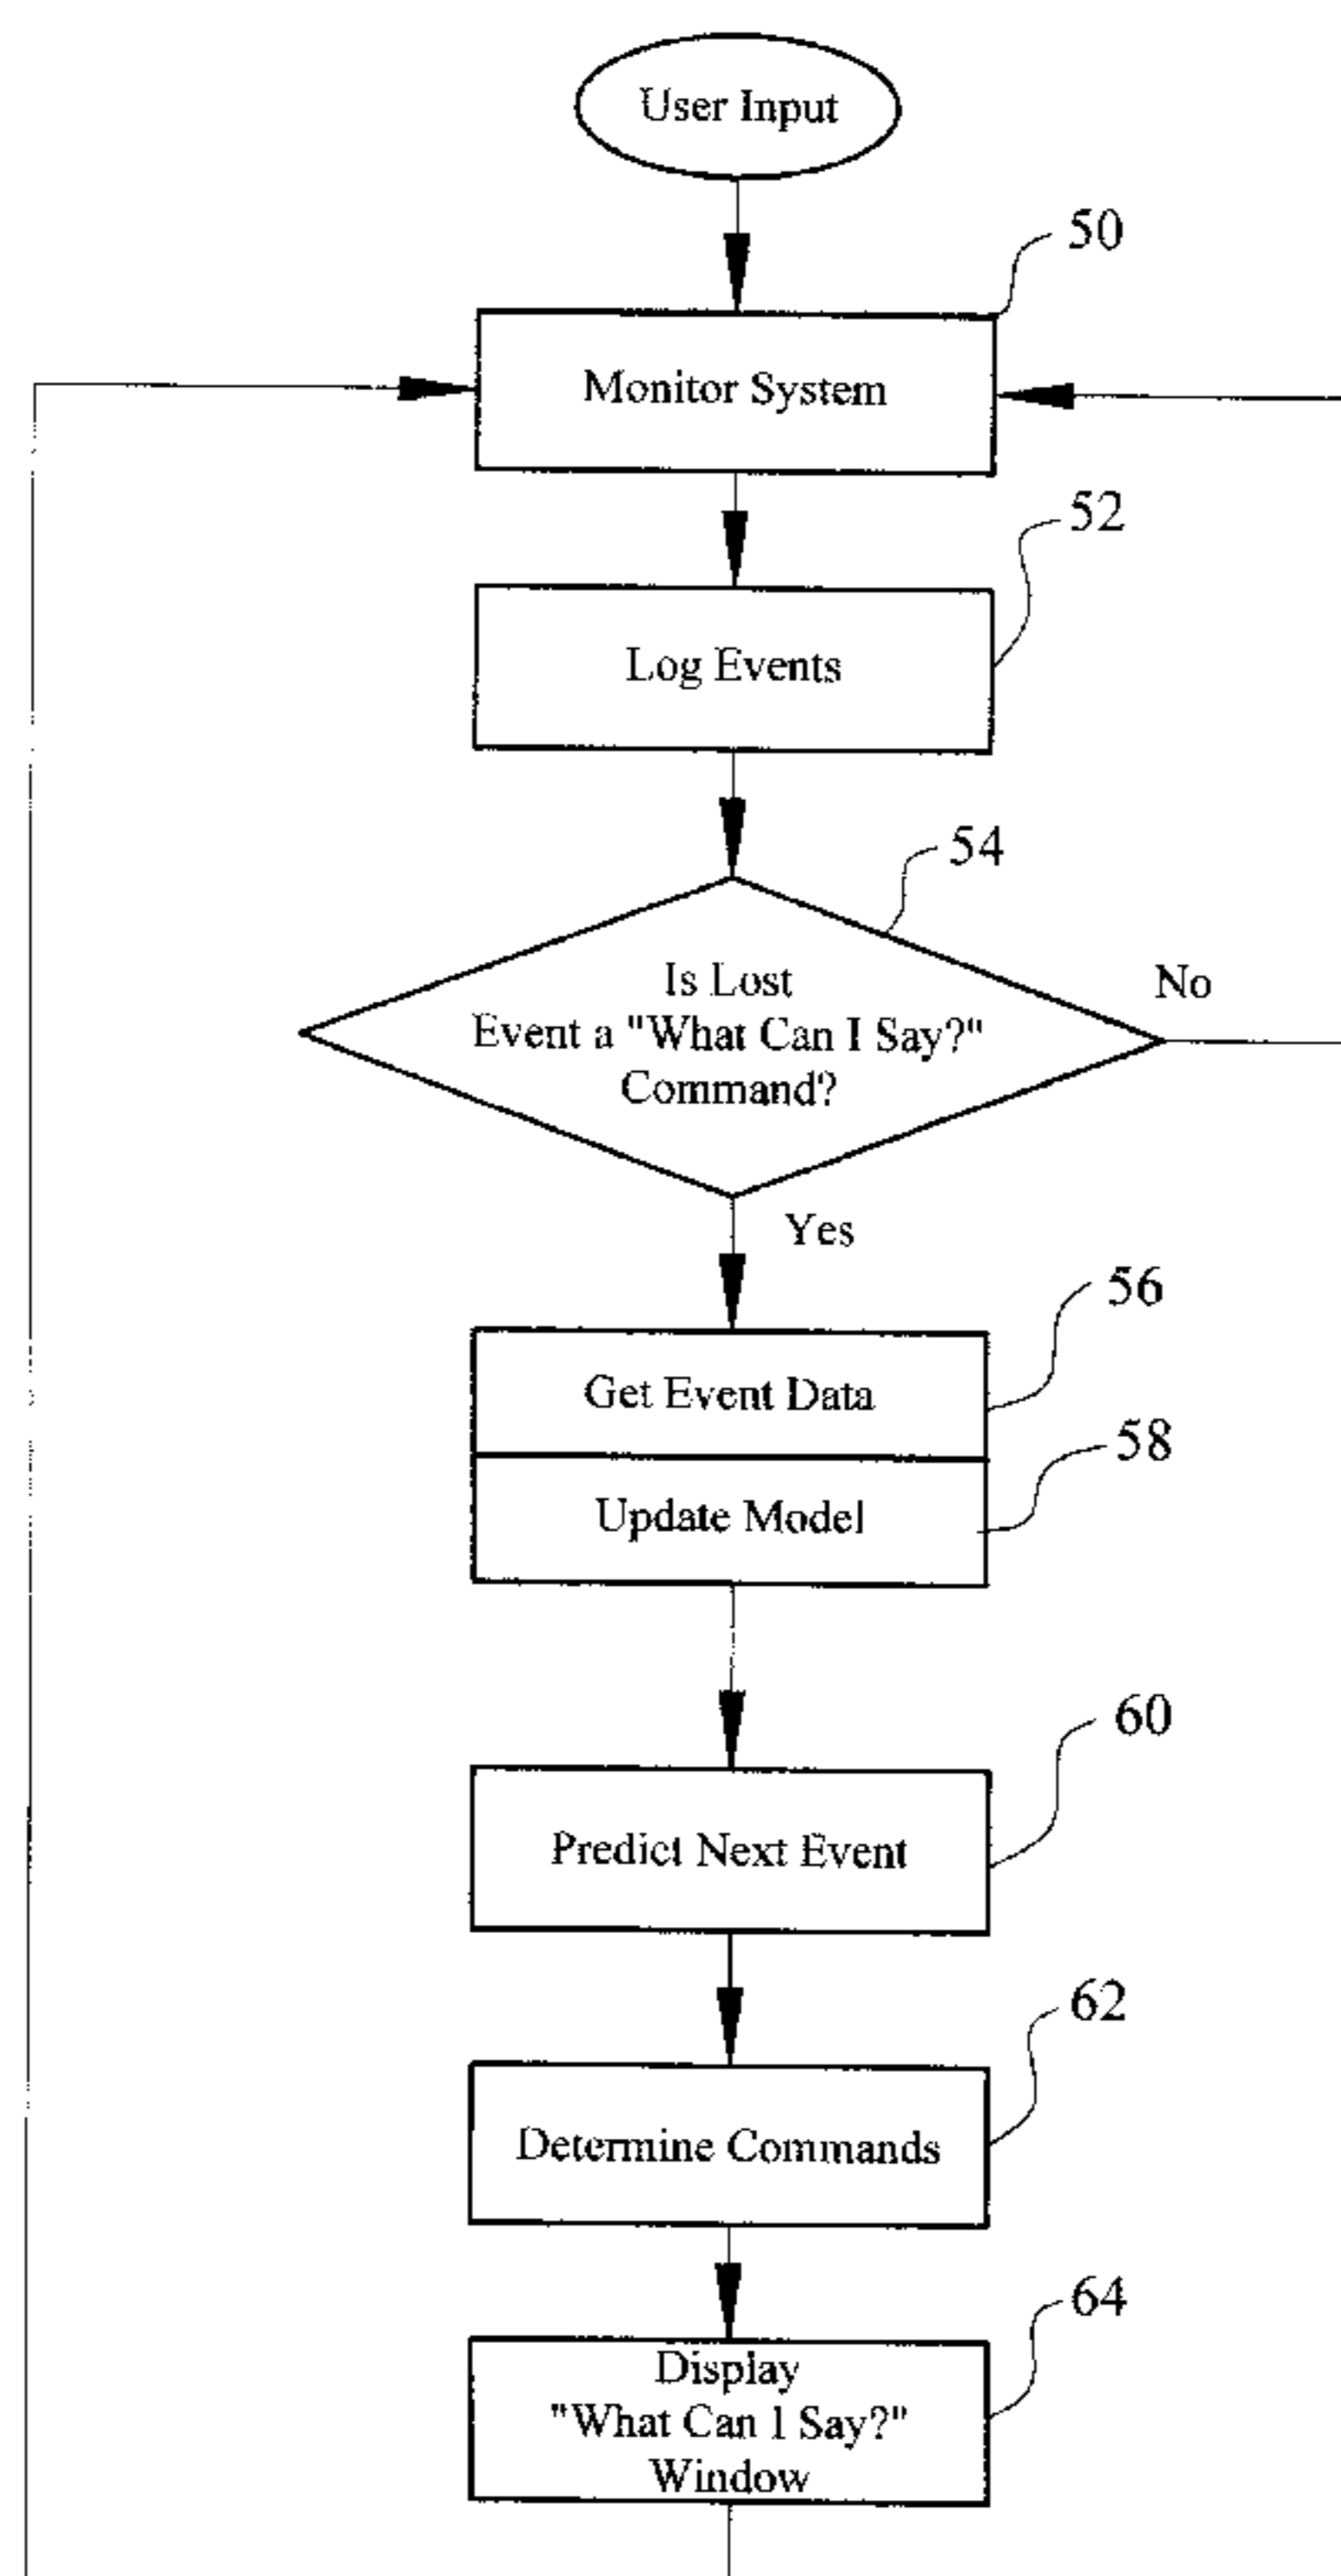 User Input
50
Monitor System
52
Log Events
54
Is Lost
Event a "What Can I Say?"
Command?
No
Yes
56
Get Event Data
58
Update Model
60
Predict Next Event
62
Determine Commands
64
Display
"What Can I Say?"
Window